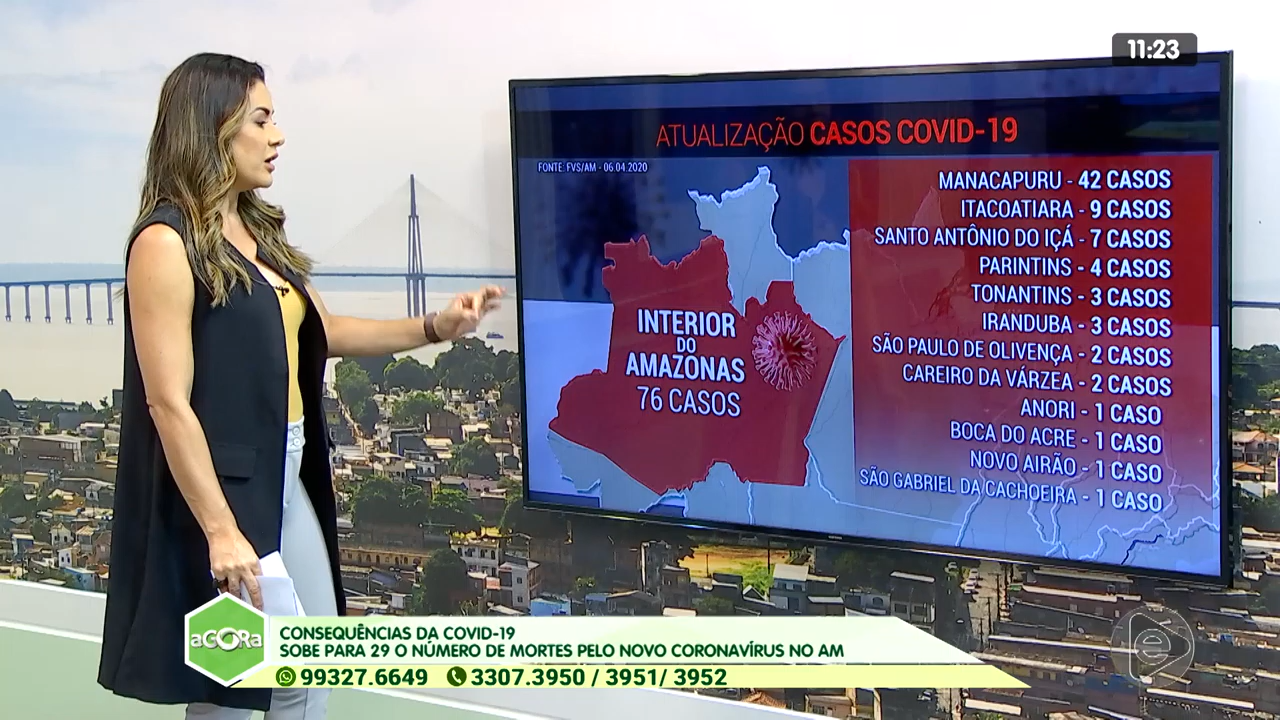 11:23
ATUALIZAÇÃO CASOS COVID-19
FONTE: FVS/AM - 06.04.2020
MANACAPURU - 42 CASOS
ITACOATIARA - 9 CASOS
SANTO ANTÔNIO DO IÇÁ - 7 CASOS
PARINTINS - 4 CASOS
TONANTINS - 3 CASOS
IRANDUBA - 3 CASOS
SÃO PAULO DE OLIVENÇA - 2 CASOS
CAREIRO DA VÁRZEA - 2 CASOS
ANORI - 1 CASO
BOCA DO ACRE - 1 CASO
NOVO AIRÃO - 1 CASO
SÃO GABRIEL DA CACHOEIRA - 1 CASO
INTERIOR
DO
AMAZONAS
76 CASOS
aGORa
CONSEQUÊNCIAS DA COVID-19
SOBE PARA 29 O NÚMERO DE MORTES PELO NOVO CORONAVÍRUS NO AM
99327.6649 3307.3950 / 3951/ 3952
e